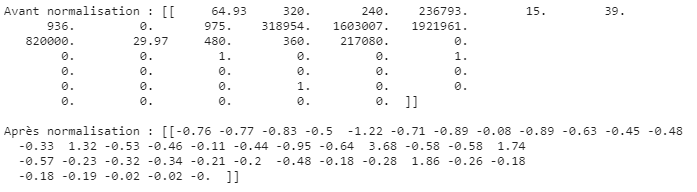 Avant normalisation : [[ 64.93 320. 240. 236793. 15. 39.
936. 0. 975. 318954. 1603007. 1921961.
820000. 29.97 480. 360. 217080. 0.
0. 0. 1. 0. 0. 1.
0. 0. 0. 0. 0. 0.
0. 0. 0. 1. 0. 0.
0. 0. 0. 0. 0. ]]
Après normalisation : [[-0.76 -0.77 -0.83 -0.5 -1.22 -0.71 -0.89 -0.08 -0.89 -0.63 -0.45 -0.48
-0.33 1.32 -0.53 -0.46 -0.11 -0.44 -0.95 -0.64 3.68 -0.58 -0.58 1.74
-0.57 -0.23 -0.32 -0.34 -0.21 -0.2 -0.48 -0.18 -0.28 1.86 -0.26 -0.18
-0.18 -0.19 -0.02 -0.02 -0. ]]